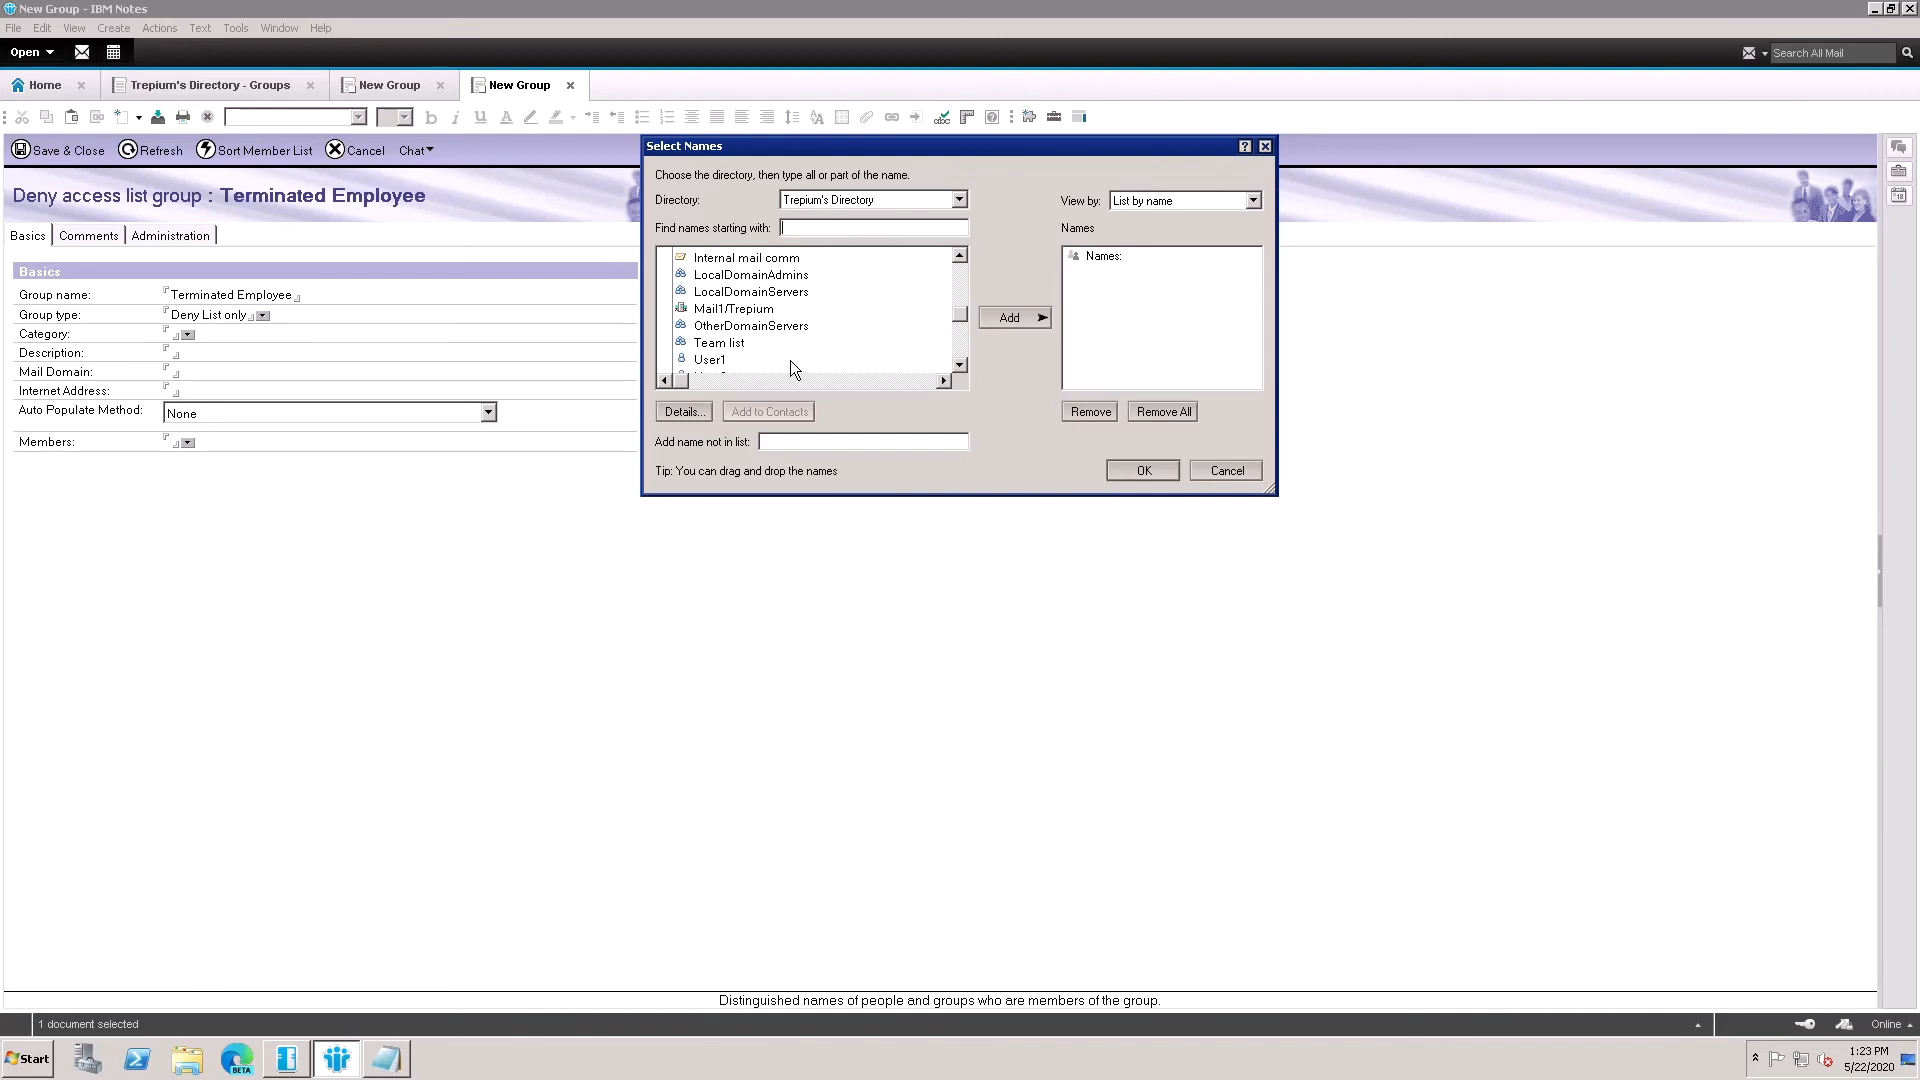 New Group - IBM Notes
File Edit View Create Actions Text Tools Window Help
Open
Search All Mail
Home
Trepium's Directory - Groups
New Group
New Group
Save & Close Refresh Sort Member List Cancel Chat
Deny access list group : Terminated Employee
Basics Comments Administration
Basics
Group name: Terminated Employee
Group type: Deny List only
Category:
Description:
Mail Domain:
Internet Address:
Auto Populate Method: None
Members:
Select Names
Choose the directory, then type all or part of the name.
Directory: Trepium's Directory
View by: List by name
Find names starting with:
Names
Internal mail comm
LocalDomainAdmins
LocalDomainServers
Mail1/Trepium
OtherDomainServers
Team list
User1
Add
Names:
Details... Add to Contacts
Remove Remove All
Add name not in list:
Tip: You can drag and drop the names
OK Cancel
Distinguished names of people and groups who are members of the group.
1 document selected
Online
Start
BETA
1:23 PM
5/22/2020